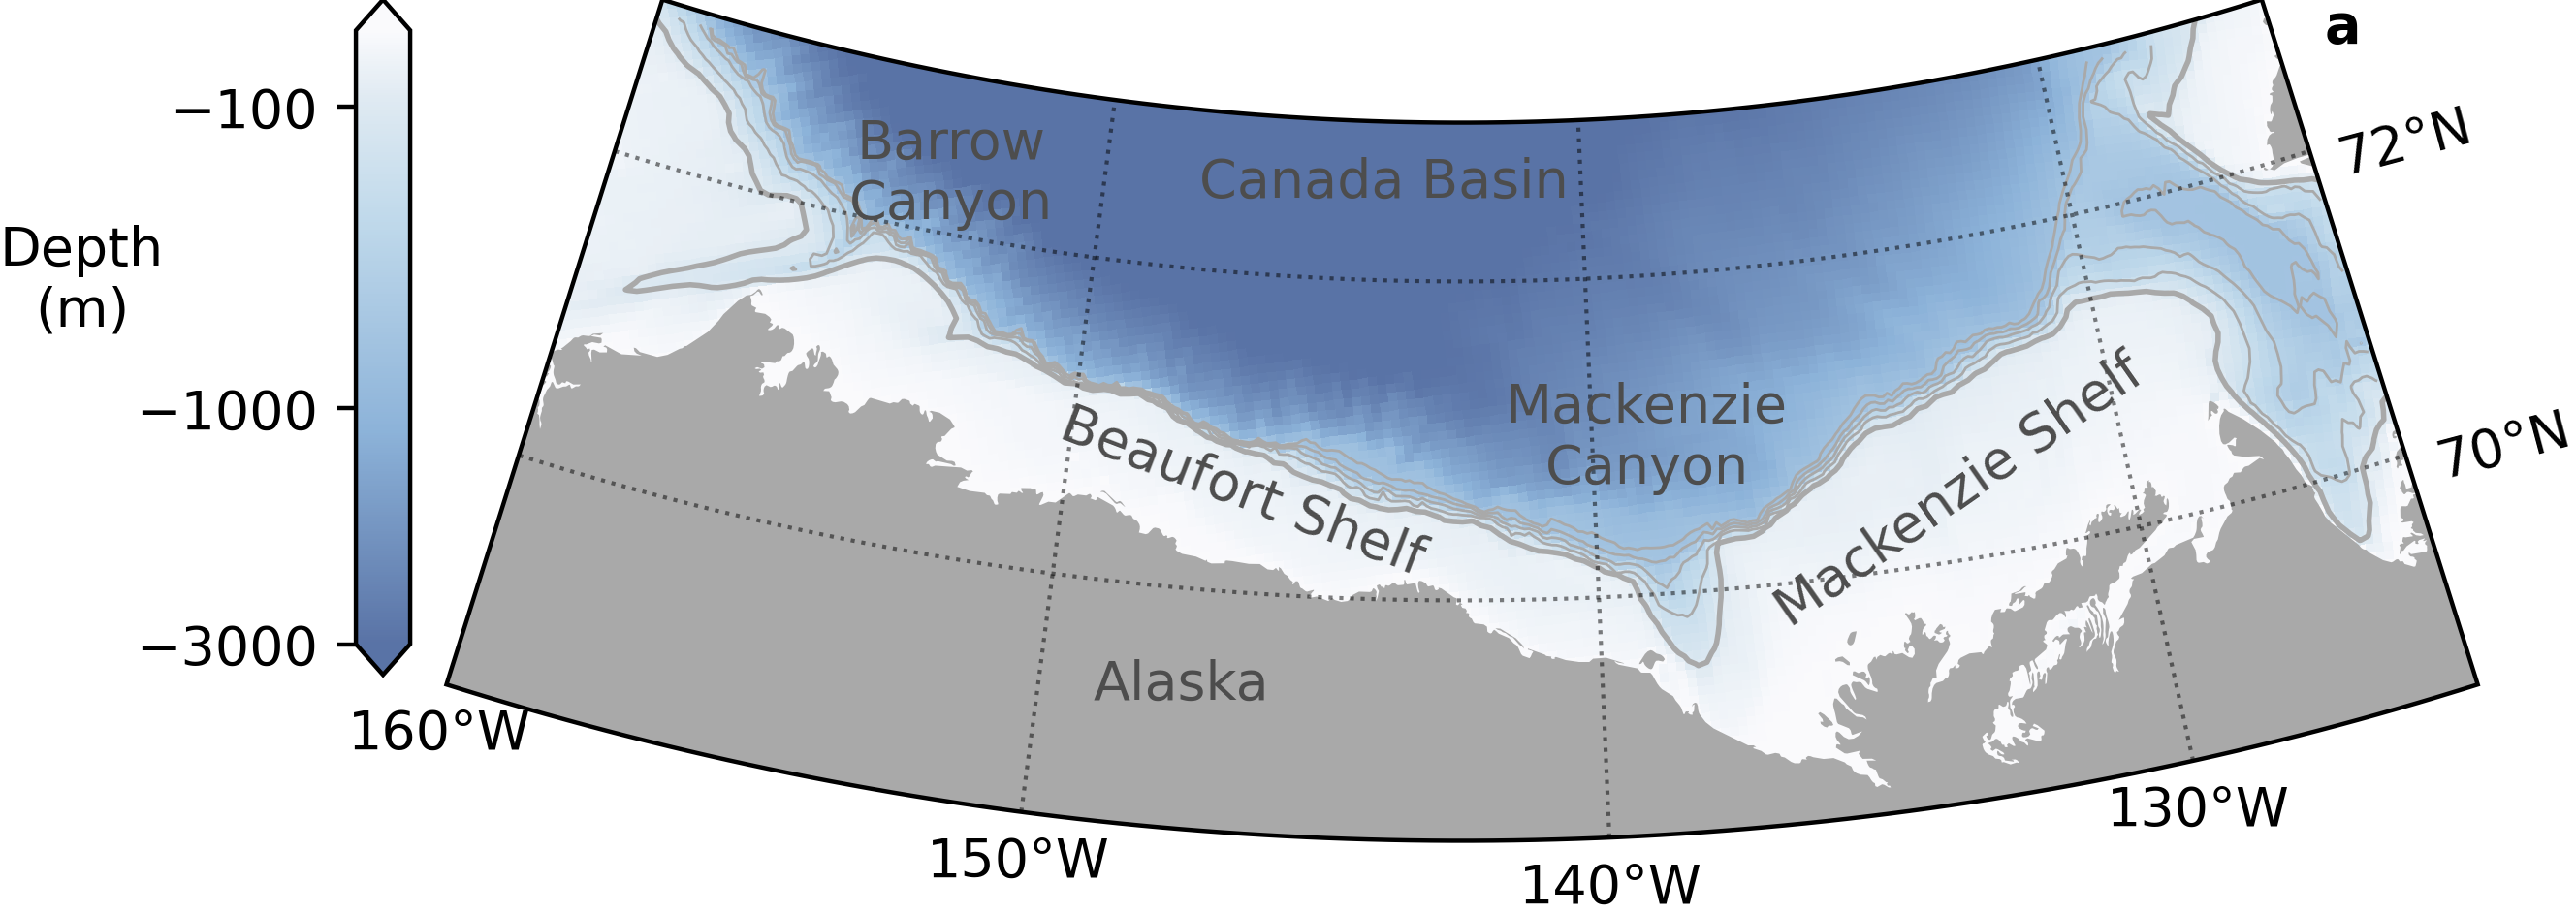 a
−100
Depth
(m)
−1000
−3000
Barrow
Canyon
Canada Basin
72°N
Mackenzie
Canyon
70°N
Beaufort Shelf
Mackenzie Shelf
Alaska
160°W
150°W
140°W
130°W